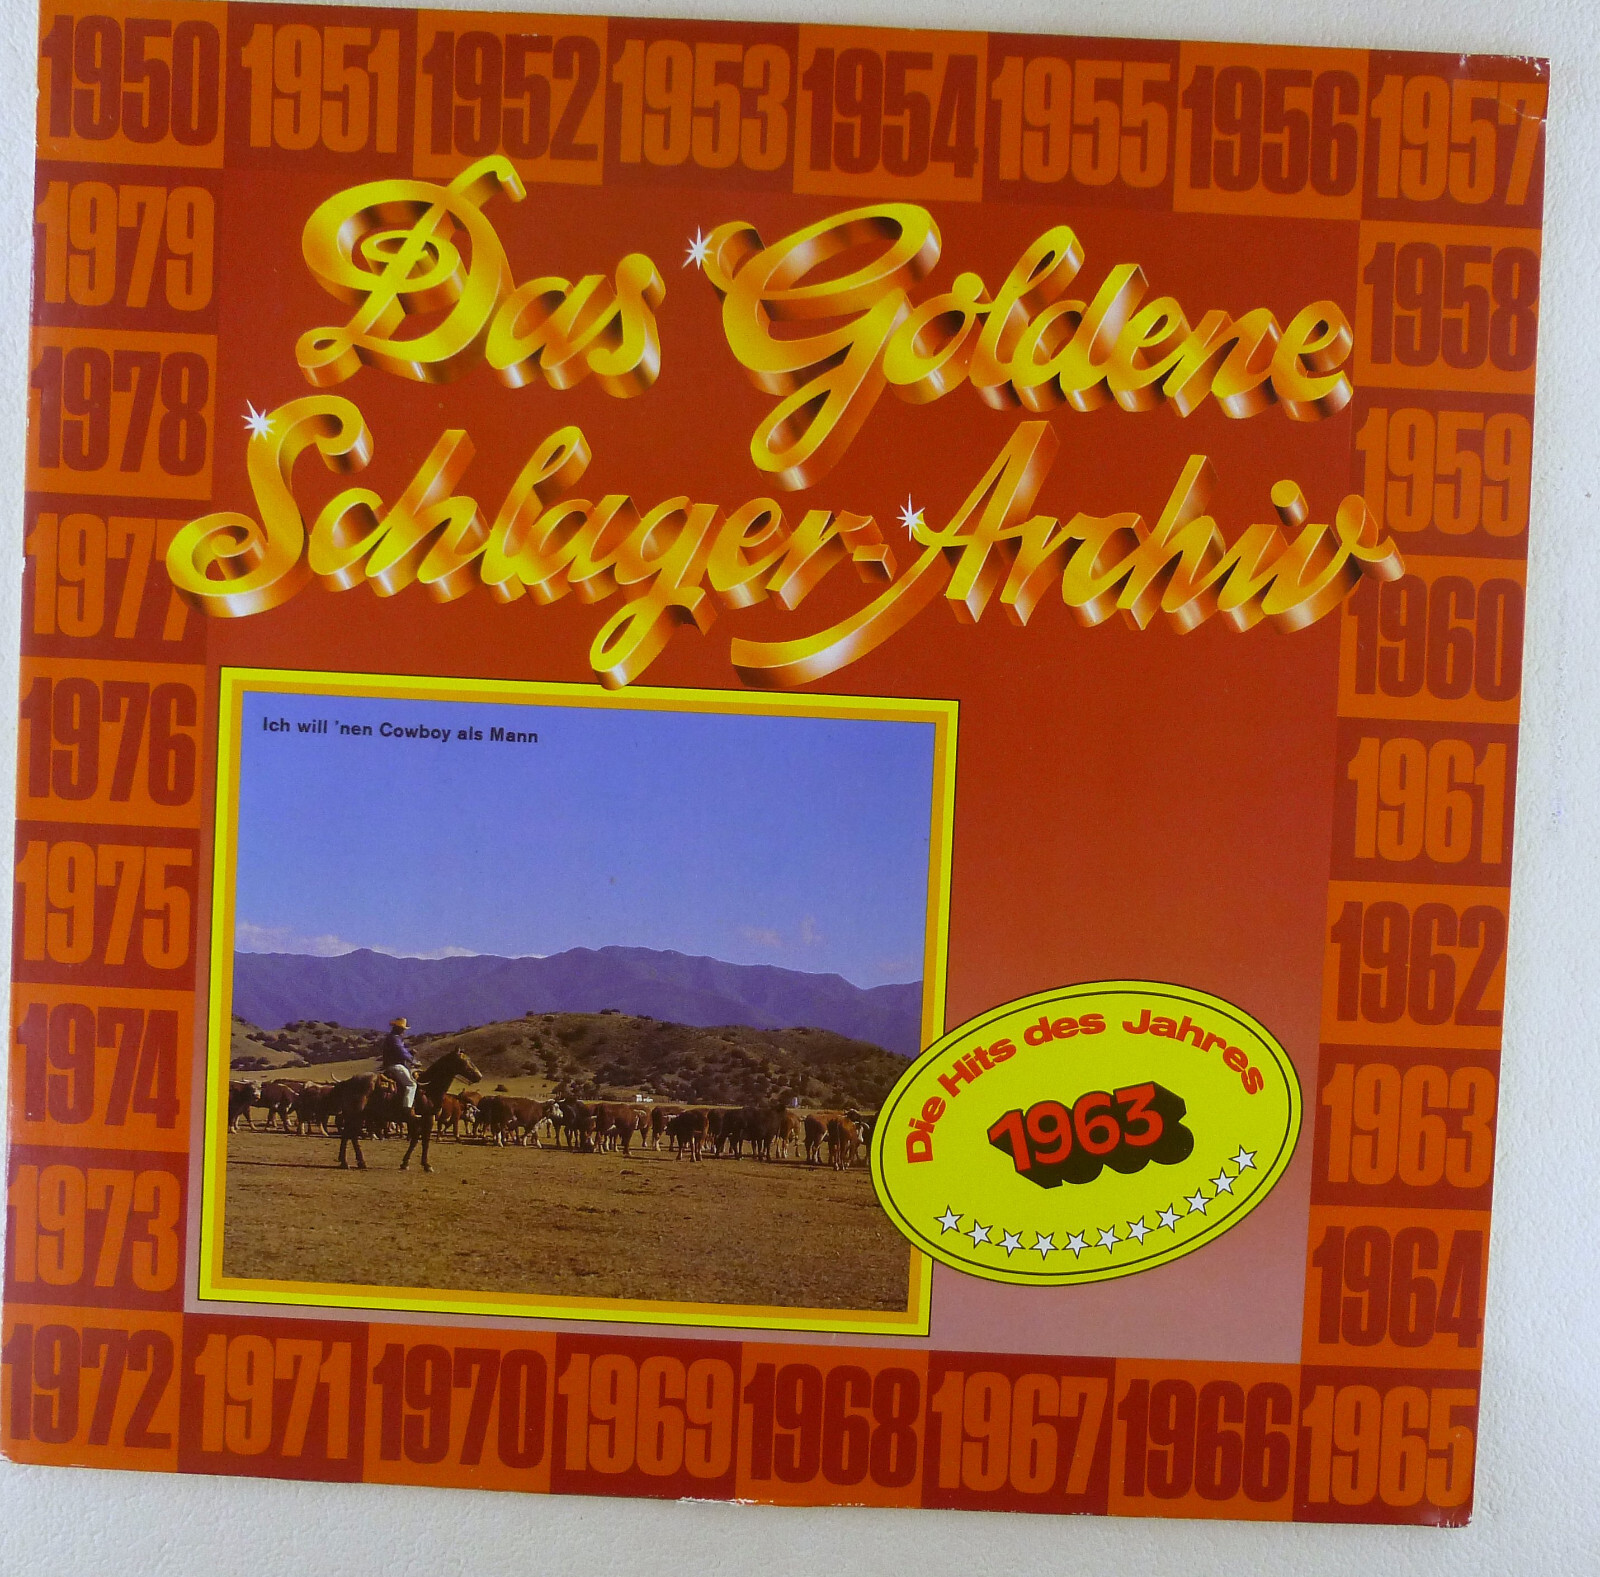 1950 1951 1952 1953 1954 1955 1956 1957
1979 1958
1978 1959
1977 1960
1976 1961
1975 1962
1974 1963
1973 1964
1972 1971 1970 1969 1968 1967 1966 1965
Das Goldene
Schlager-Archiv
Ich will 'nen Cowboy als Mann
Die Hits des Jahres
1963